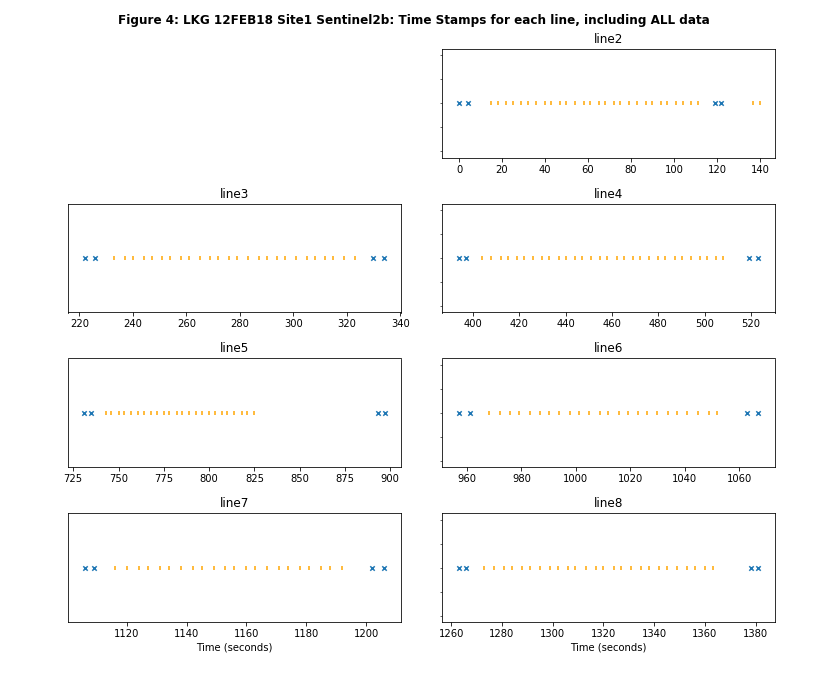 Figure 4: LKG 12FEB18 Site1 Sentinel2b: Time Stamps for each line, including ALL data
line2
0 20 40 60 80 100 120 140
line3
220 240 260 280 300 320 340
line4
400 420 440 460 480 500 520
line5
725 750 775 800 825 850 875 900
line6
960 980 1000 1020 1040 1060
line7
1120 1140 1160 1180 1200
Time (seconds)
line8
1260 1280 1300 1320 1340 1360 1380
Time (seconds)